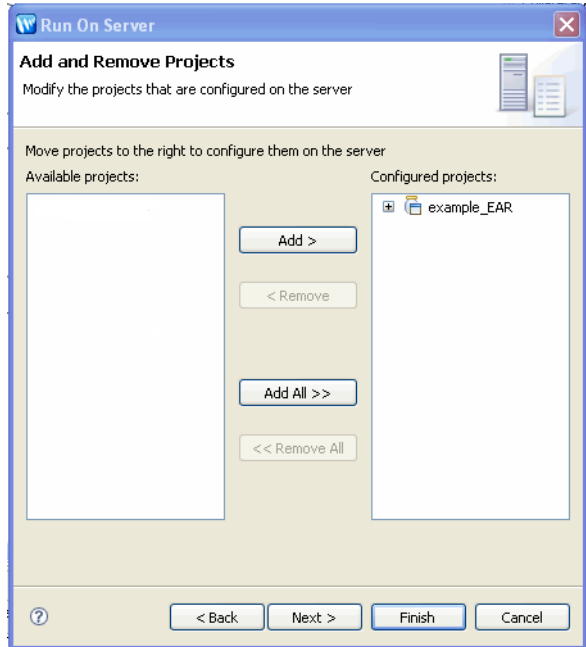 Run On Server
Add and Remove Projects
Modify the projects that are configured on the server
Move projects to the right to configure them on the server
Available projects:
Configured projects:
example_EAR
Add >
< Remove
Add All >>
<< Remove All
< Back
Next >
Finish
Cancel